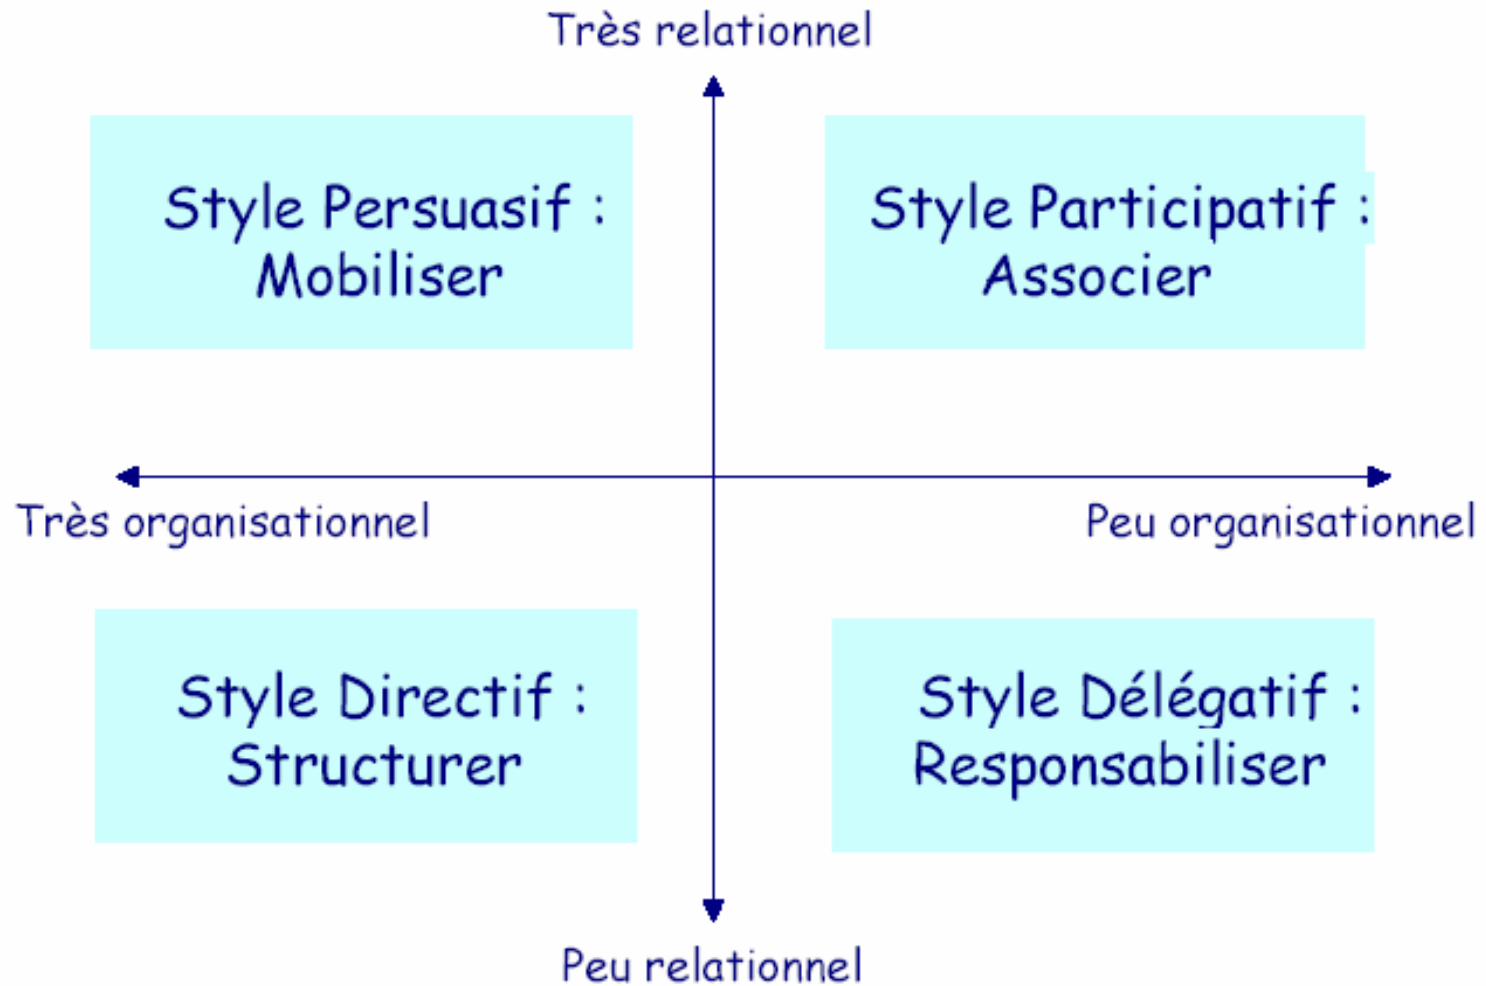 Très relationnel
Style Persuasif :
Mobiliser
Style Participatif :
Associer
Très organisationnel
Peu organisationnel
Style Directif :
Structurer
Style Délégatif :
Responsabiliser
Peu relationnel